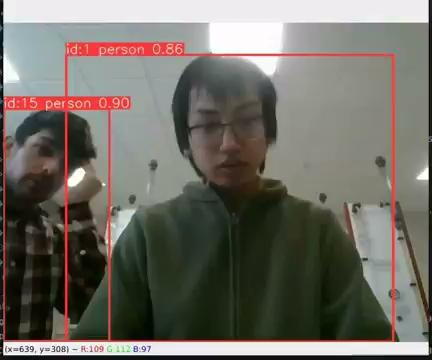 id:1 person 0.86
id:15 person 0.90
(x=639, y=308) ~ R:109 G:112 B:97